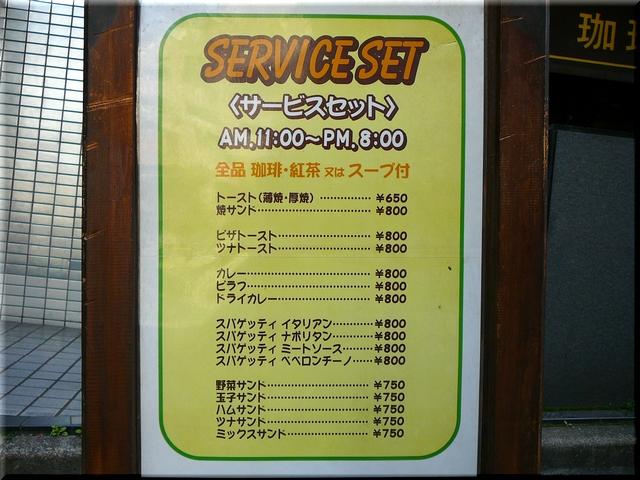 SERVICE SET
〈サービスセット〉
AM.11:00〜PM.8:00
全品 珈琲・紅茶 又は スープ付
トースト(薄焼・厚焼) ……………¥650
焼サンド……………………………¥800
ピザトースト………………………¥800
ツナトースト………………………¥800
カレー………………………………¥800
ピラフ………………………………¥800
ドライカレー………………………¥800
スパゲッティ イタリアン…………¥800
スパゲッティ ナポリタン…………¥800
スパゲッティ ミートソース………¥800
スパゲッティ ペペロンチーノ……¥800
野菜サンド…………………………¥750
玉子サンド…………………………¥750
ハムサンド…………………………¥750
ツナサンド…………………………¥750
ミックスサンド……………………¥750
珈